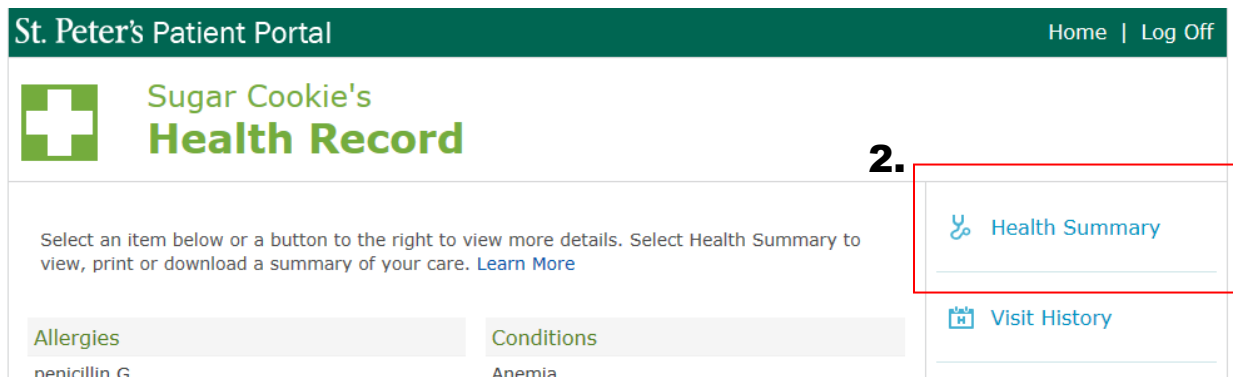 St. Peter's Patient Portal
Home | Log Off
Sugar Cookie's
Health Record
2.
Select an item below or a button to the right to view more details. Select Health Summary to
view, print or download a summary of your care. Learn More
Health Summary
Visit History
Allergies
Conditions
penicillin G
Anemia